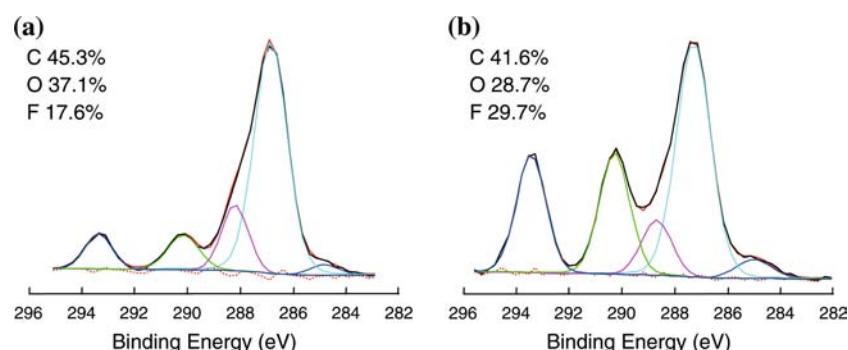 (a)
C 45.3%
O 37.1%
F 17.6%
296 294 292 290 288 286 284 282
Binding Energy (eV)
(b)
C 41.6%
O 28.7%
F 29.7%
296 294 292 290 288 286 284 282
Binding Energy (eV)